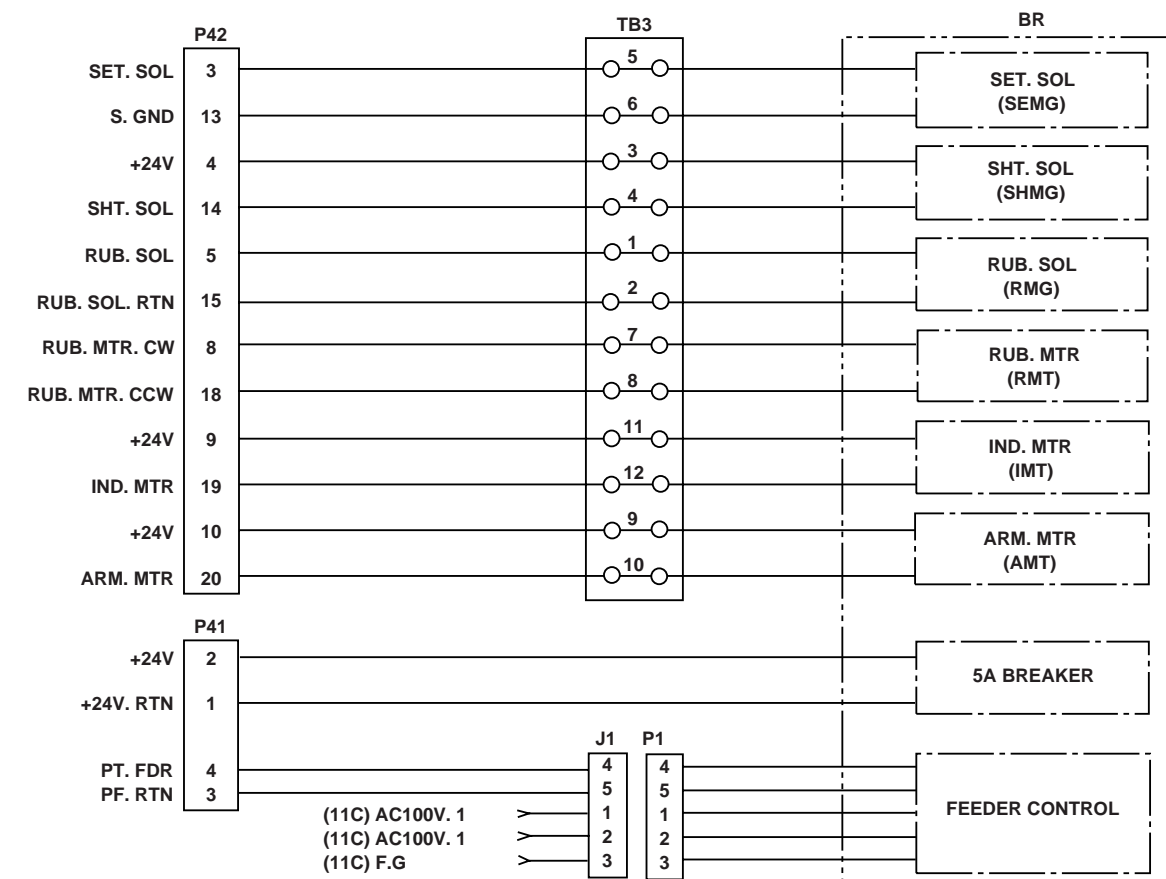 P42 TB3 BR
SET. SOL 3 5 SET. SOL
S. GND 13 6 (SEMG)
+24V 4 3 SHT. SOL
SHT. SOL 14 4 (SHMG)
RUB. SOL 5 1 RUB. SOL
RUB. SOL. RTN 15 2 (RMG)
RUB. MTR. CW 8 7 RUB. MTR
RUB. MTR. CCW 18 8 (RMT)
+24V 9 11 IND. MTR
IND. MTR 19 12 (IMT)
+24V 10 9 ARM. MTR
ARM. MTR 20 10 (AMT)
P41
+24V 2 5A BREAKER
+24V. RTN 1
J1 P1
PT. FDR 4 4 4
PF. RTN 3 5 5
(11C) AC100V. 1 1 1 FEEDER CONTROL
(11C) AC100V. 1 2 2
(11C) F.G 3 3